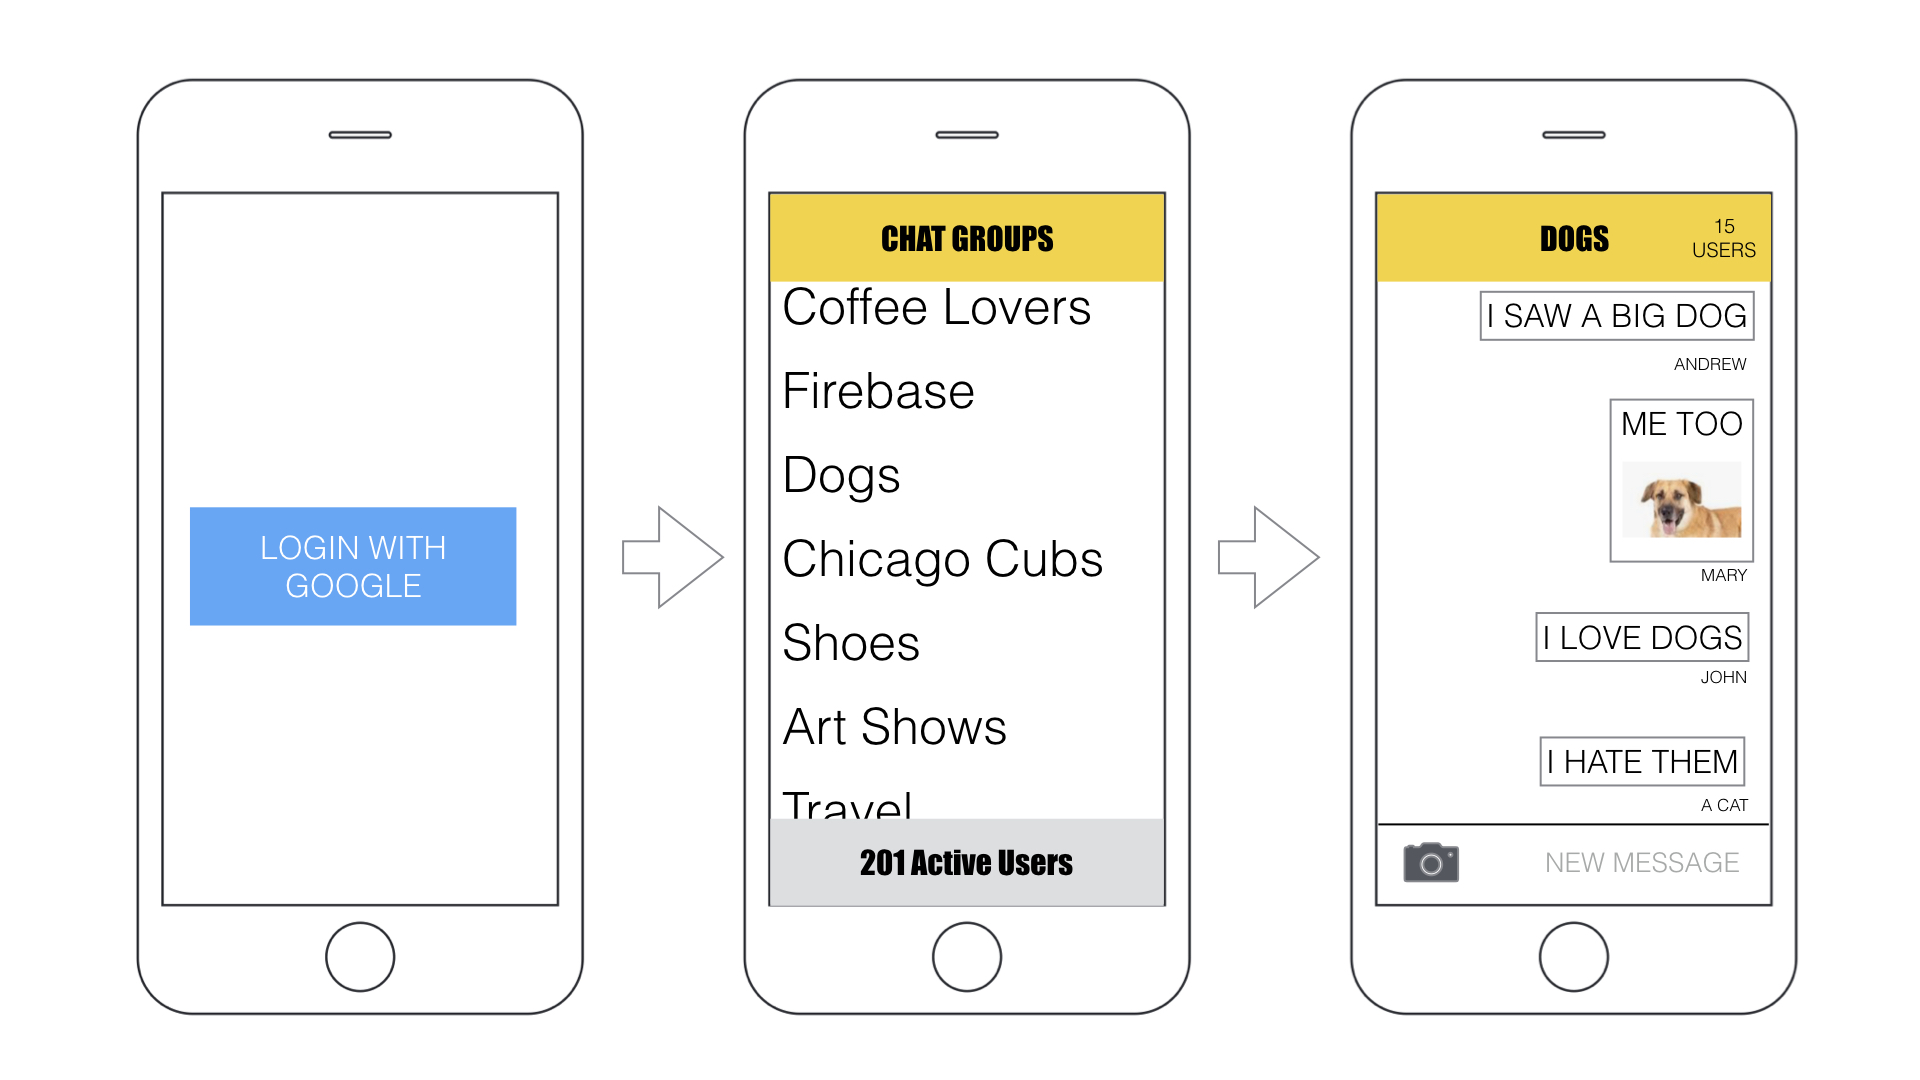 LOGIN WITH
GOOGLE
CHAT GROUPS
Coffee Lovers
Firebase
Dogs
Chicago Cubs
Shoes
Art Shows
Travel
201 Active Users
DOGS
15
USERS
I SAW A BIG DOG
ANDREW
ME TOO
MARY
I LOVE DOGS
JOHN
I HATE THEM
A CAT
NEW MESSAGE